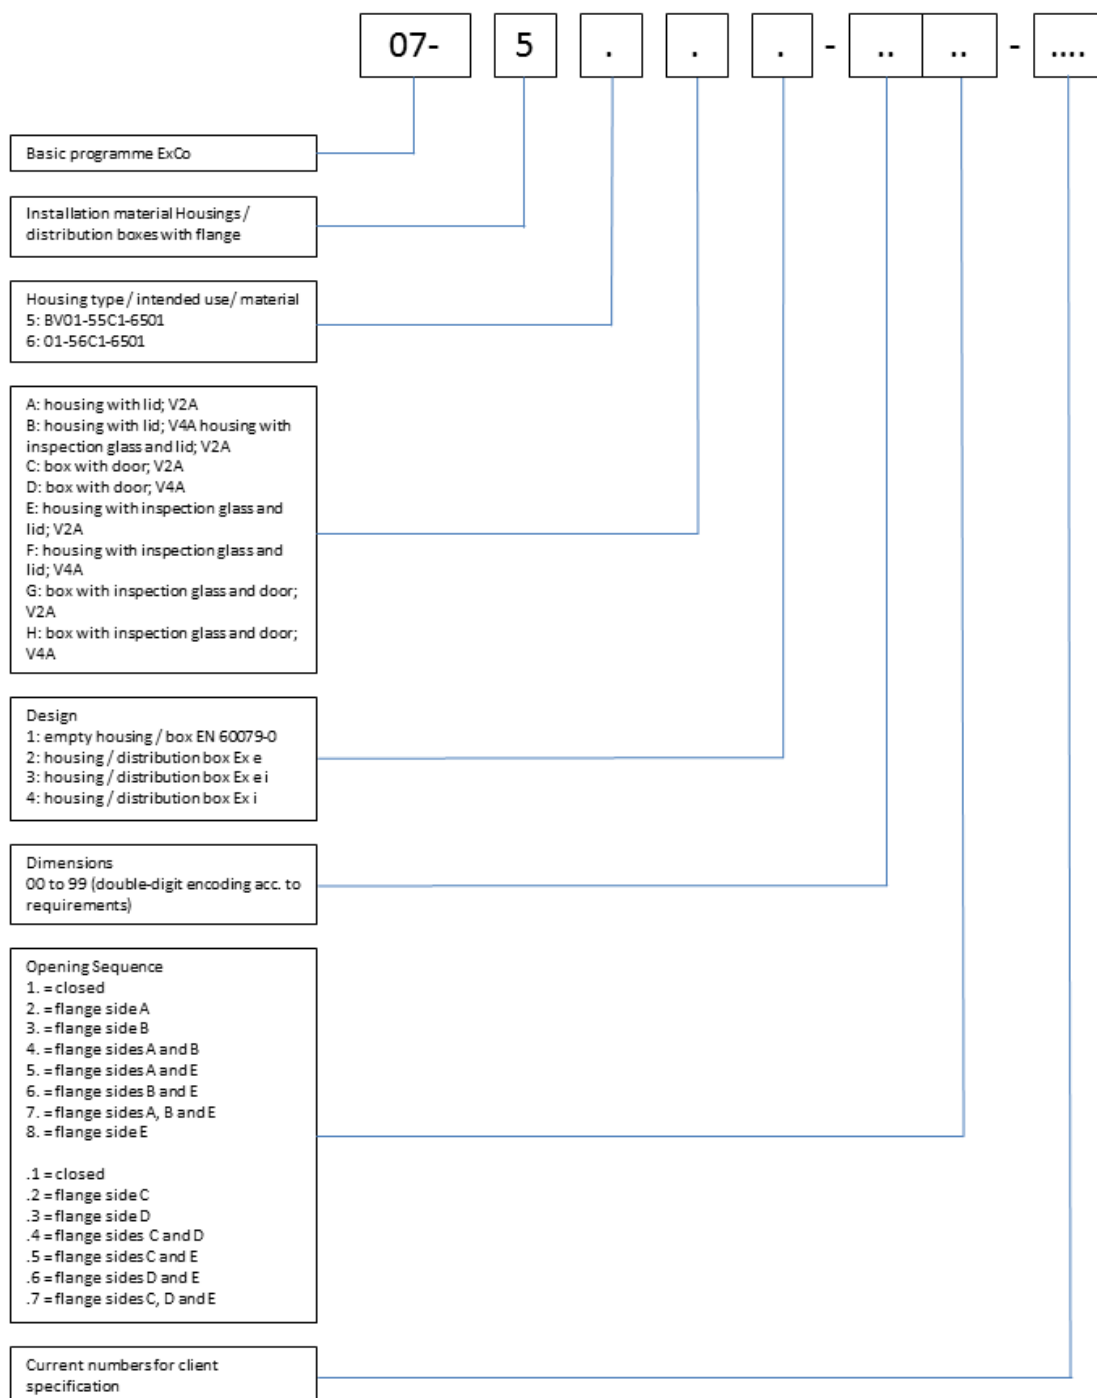 07- 5 . . . - .. .. - ....
Basic programme ExCo
Installation material Housings /
distribution boxes with flange
Housing type / intended use/ material
5: BV01-55C1-6501
6: 01-56C1-6501
A: housing with lid; V2A
B: housing with lid; V4A housing with
inspection glass and lid; V2A
C: box with door; V2A
D: box with door; V4A
E: housing with inspection glass and
lid; V2A
F: housing with inspection glass and
lid; V4A
G: box with inspection glass and door;
V2A
H: box with inspection glass and door;
V4A
Design
1: empty housing / box EN 60079-0
2: housing / distribution box Ex e
3: housing / distribution box Ex e i
4: housing / distribution box Ex i
Dimensions
00 to 99 (double-digit encoding acc. to
requirements)
Opening Sequence
1. = closed
2. = flange side A
3. = flange side B
4. = flange sides A and B
5. = flange sides A and E
6. = flange sides B and E
7. = flange sides A, B and E
8. = flange side E
.1 = closed
.2 = flange side C
.3 = flange side D
.4 = flange sides C and D
.5 = flange sides C and E
.6 = flange sides D and E
.7 = flange sides C, D and E
Current numbers for client
specification